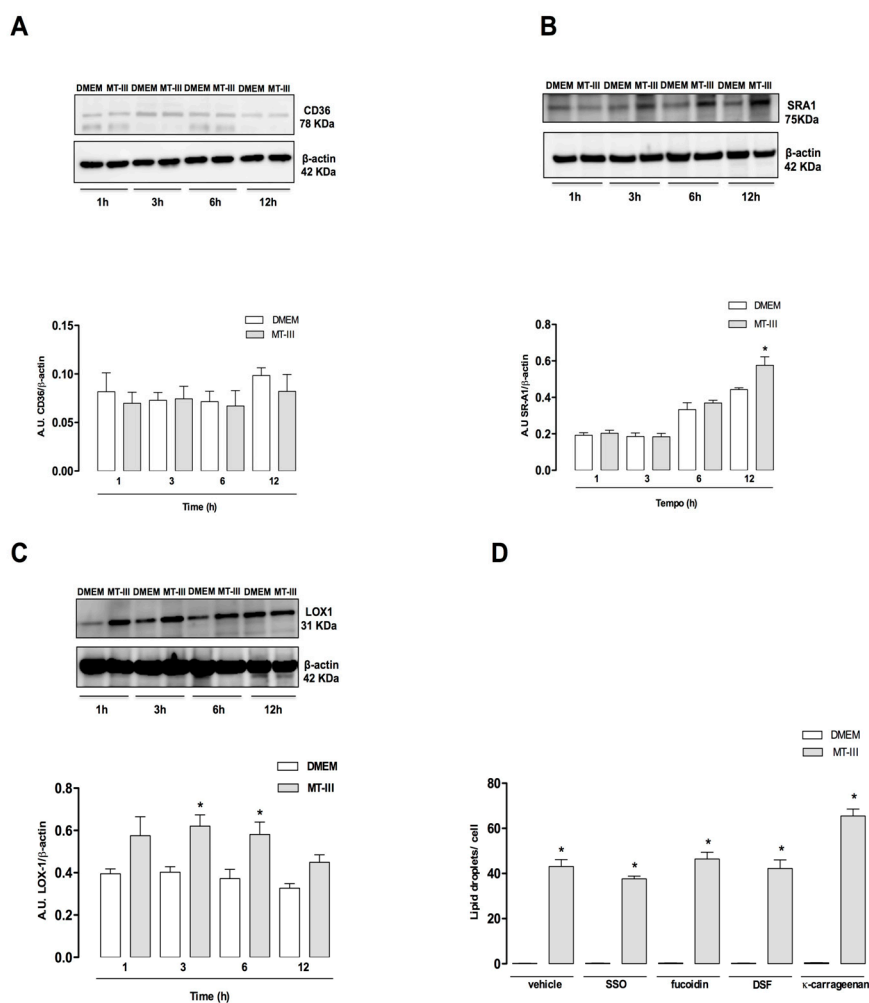 A
DMEM MT-III DMEM MT-III DMEM MT-III DMEM MT-III
CD36
78 KDa
β-actin
42 KDa
1h 3h 6h 12h
DMEM
MT-III
A.U. CD36/β-actin
0.15
0.10
0.05
0.00
1 3 6 12
Time (h)
B
DMEM MT-III DMEM MT-III DMEM MT-III DMEM MT-III
SRA1
75KDa
β-actin
42 KDa
1h 3h 6h 12h
DMEM
MT-III
A.U SR-A1/β-actin
0.8
0.6
0.4
0.2
0.0
*
1 3 6 12
Tempo (h)
C
DMEM MT-III DMEM MT-III DMEM MT-III DMEM MT-III
LOX1
31 KDa
β-actin
42 KDa
1h 3h 6h 12h
DMEM
MT-III
A.U. LOX-1/β-actin
0.8
0.6
0.4
0.2
0.0
* *
1 3 6 12
Time (h)
D
DMEM
MT-III
Lipid droplets/ cell
80
60
40
20
0
* * * * *
vehicle SSO fucoidin DSF κ-carrageenan